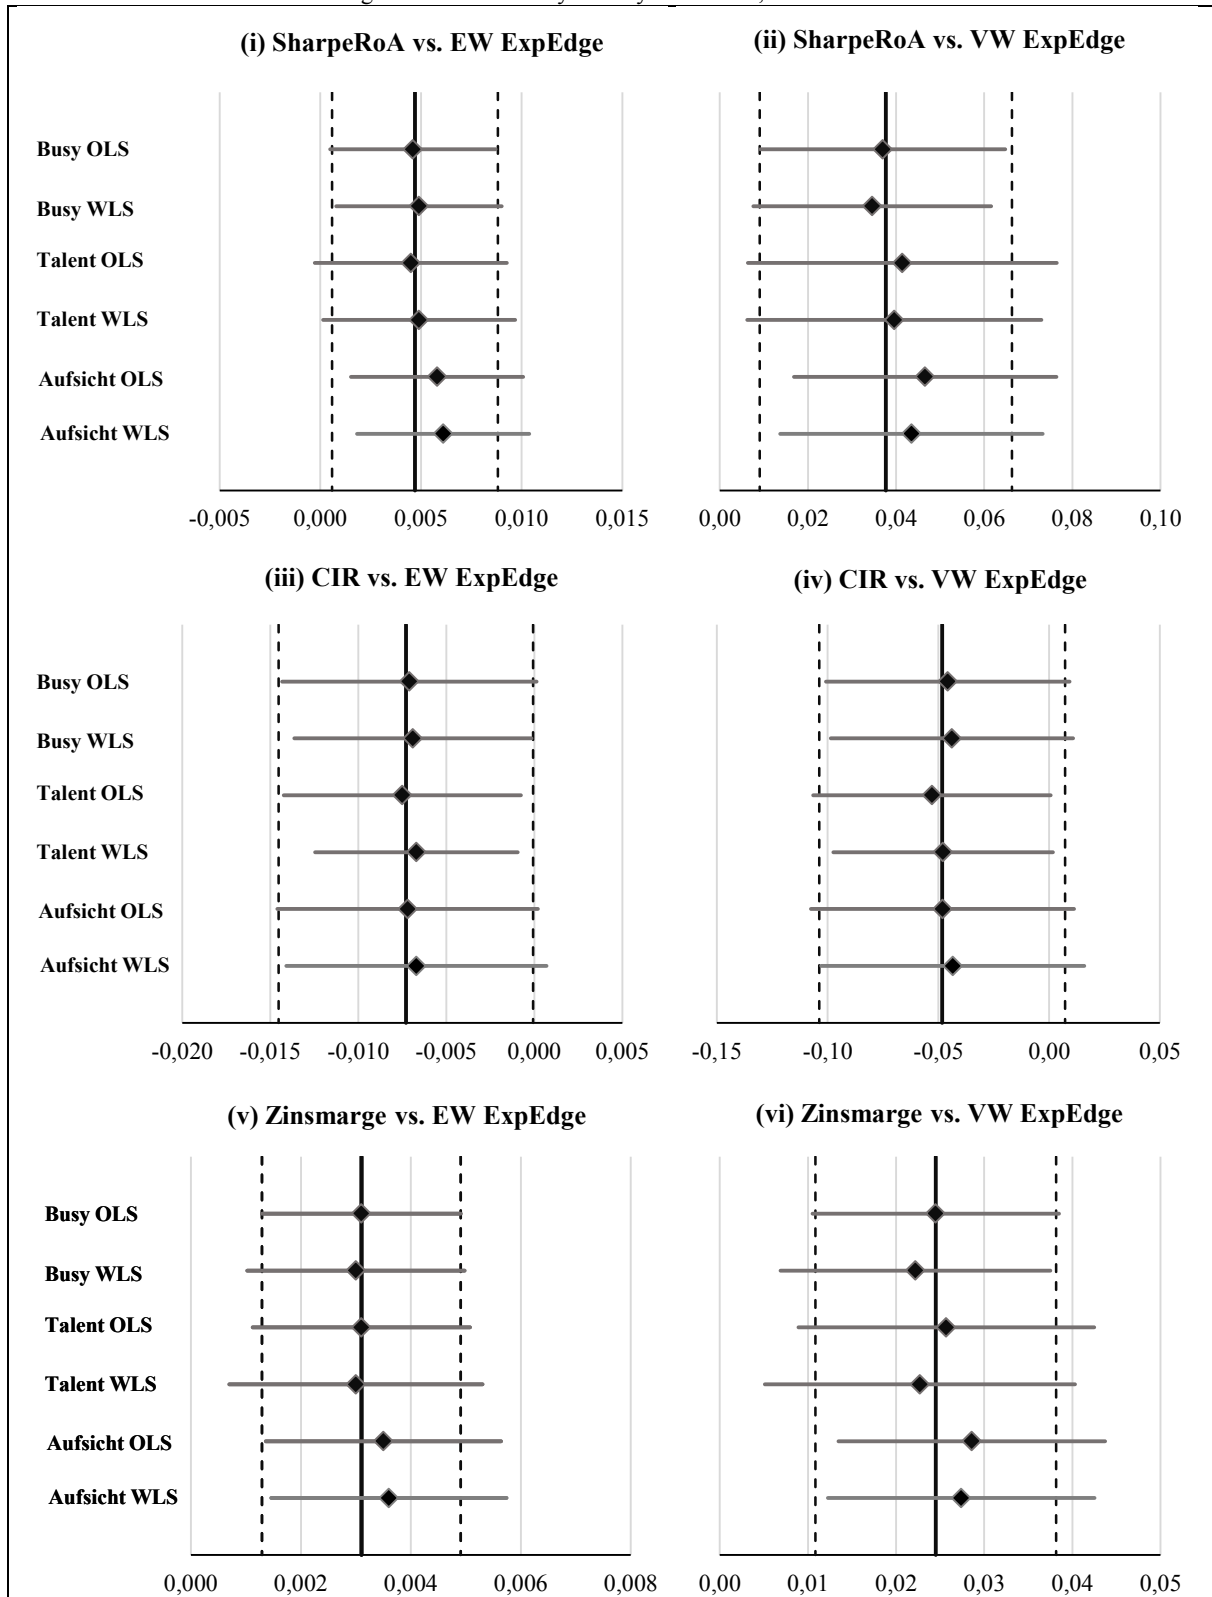 (i) SharpeRoA vs. EW ExpEdge
Busy OLS
Busy WLS
Talent OLS
Talent WLS
Aufsicht OLS
Aufsicht WLS
-0,005 0,000 0,005 0,010 0,015
(ii) SharpeRoA vs. VW ExpEdge
0,00 0,02 0,04 0,06 0,08 0,10
(iii) CIR vs. EW ExpEdge
Busy OLS
Busy WLS
Talent OLS
Talent WLS
Aufsicht OLS
Aufsicht WLS
-0,020 -0,015 -0,010 -0,005 0,000 0,005
(iv) CIR vs. VW ExpEdge
-0,15 -0,10 -0,05 0,00 0,05
(v) Zinsmarge vs. EW ExpEdge
Busy OLS
Busy WLS
Talent OLS
Talent WLS
Aufsicht OLS
Aufsicht WLS
0,000 0,002 0,004 0,006 0,008
(vi) Zinsmarge vs. VW ExpEdge
0,00 0,01 0,02 0,03 0,04 0,05